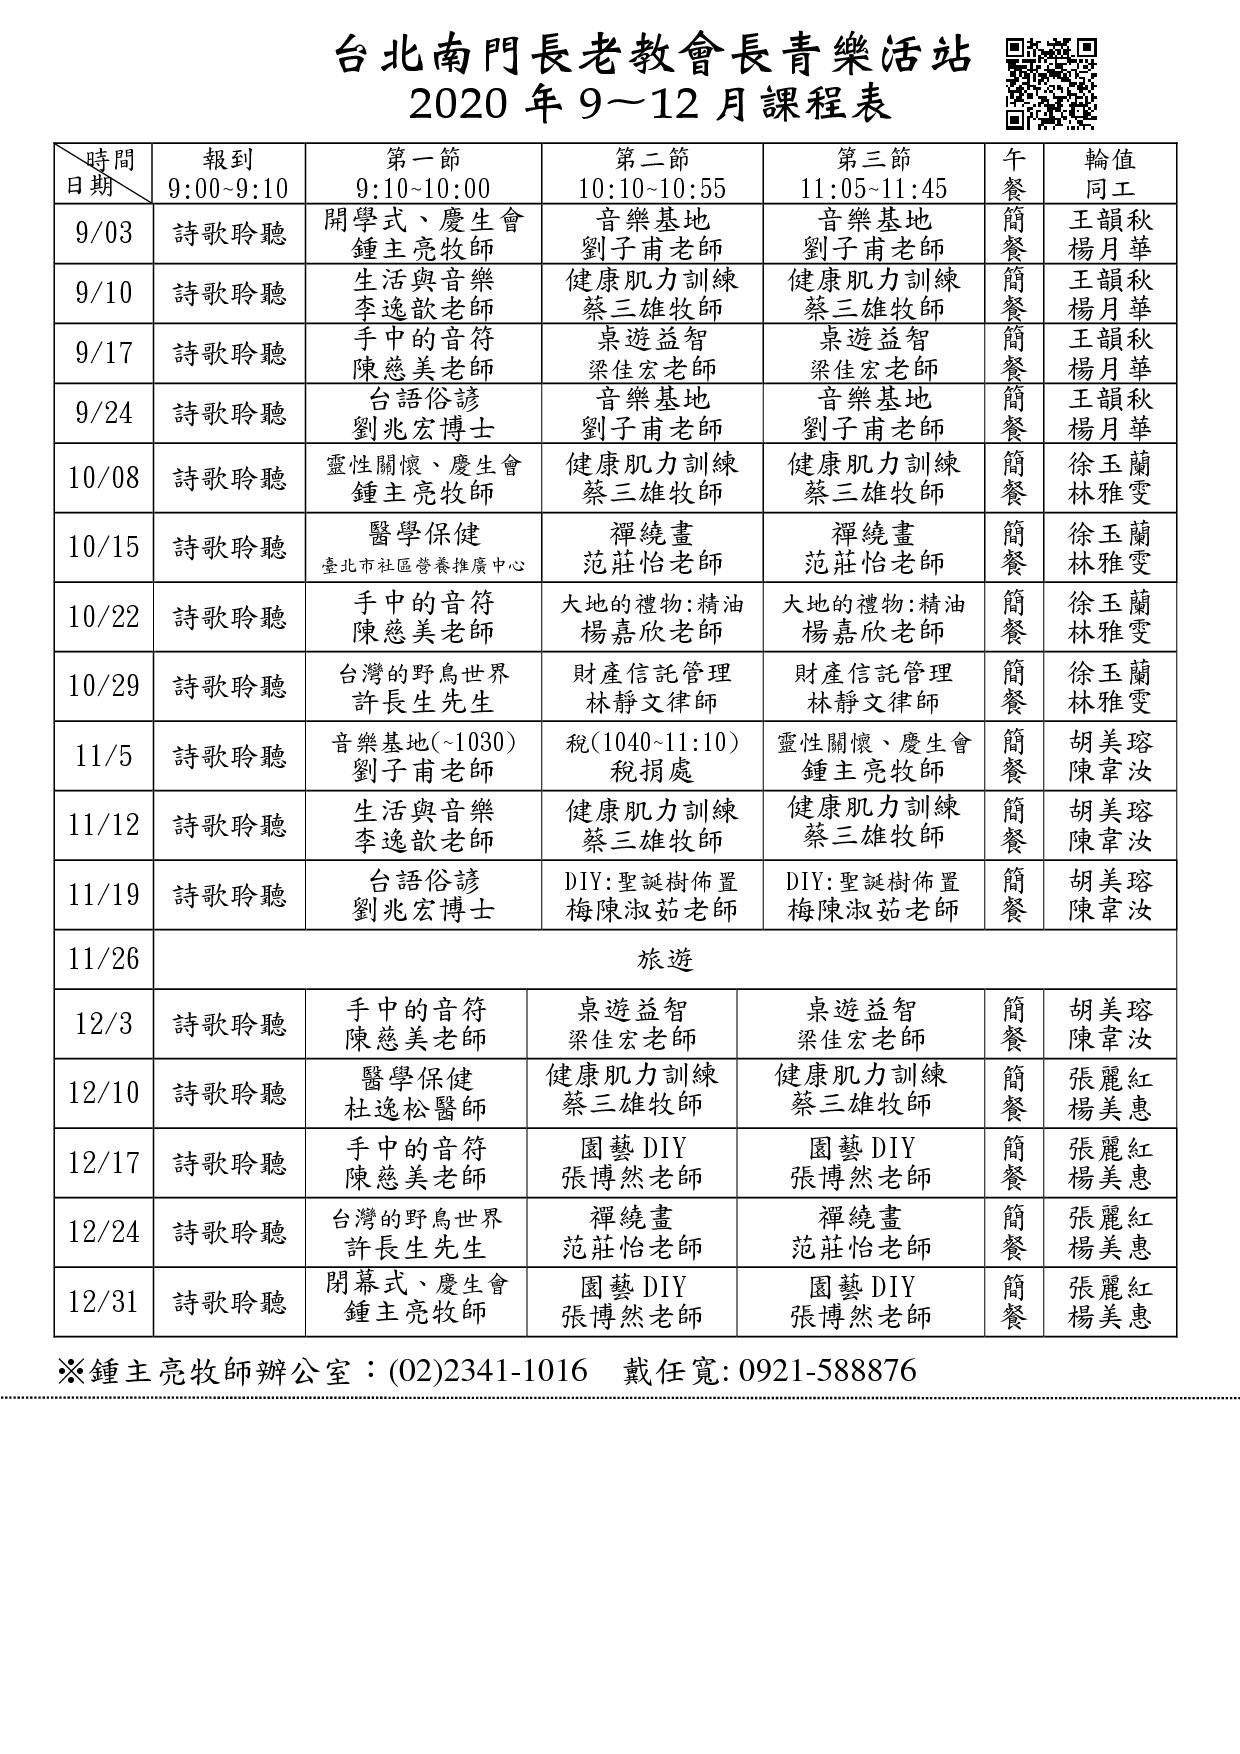 台北南門長老教會長青樂活站
2020 年 9～12 月課程表
時間 報到 第一節 第二節 第三節 午 輪值
日期 9:00~9:10 9:10~10:00 10:10~10:55 11:05~11:45 餐 同工
9/03 詩歌聆聽 開學式、慶生會 音樂基地 音樂基地 簡 王韻秋
鍾主亮牧師 劉子甫老師 劉子甫老師 餐 楊月華
9/10 詩歌聆聽 生活與音樂 健康肌力訓練 健康肌力訓練 簡 王韻秋
李逸歆老師 蔡三雄牧師 蔡三雄牧師 餐 楊月華
9/17 詩歌聆聽 手中的音符 桌遊益智 桌遊益智 簡 王韻秋
陳慈美老師 梁佳宏老師 梁佳宏老師 餐 楊月華
9/24 詩歌聆聽 台語俗諺 音樂基地 音樂基地 簡 王韻秋
劉兆宏博士 劉子甫老師 劉子甫老師 餐 楊月華
10/08 詩歌聆聽 靈性關懷、慶生會 健康肌力訓練 健康肌力訓練 簡 徐玉蘭
鍾主亮牧師 蔡三雄牧師 蔡三雄牧師 餐 林雅雯
10/15 詩歌聆聽 醫學保健 禪繞畫 禪繞畫 簡 徐玉蘭
臺北市社區營養推廣中心 范莊怡老師 范莊怡老師 餐 林雅雯
10/22 詩歌聆聽 手中的音符 大地的禮物:精油 大地的禮物:精油 簡 徐玉蘭
陳慈美老師 楊嘉欣老師 楊嘉欣老師 餐 林雅雯
10/29 詩歌聆聽 台灣的野鳥世界 財產信託管理 財產信託管理 簡 徐玉蘭
許長生先生 林靜文律師 林靜文律師 餐 林雅雯
11/5 詩歌聆聽 音樂基地(~1030) 稅(1040~11:10) 靈性關懷、慶生會 簡 胡美瑢
劉子甫老師 稅捐處 鍾主亮牧師 餐 陳韋汝
11/12 詩歌聆聽 生活與音樂 健康肌力訓練 健康肌力訓練 簡 胡美瑢
李逸歆老師 蔡三雄牧師 蔡三雄牧師 餐 陳韋汝
11/19 詩歌聆聽 台語俗諺 DIY:聖誕樹佈置 DIY:聖誕樹佈置 簡 胡美瑢
劉兆宏博士 梅陳淑茹老師 梅陳淑茹老師 餐 陳韋汝
11/26 旅遊
12/3 詩歌聆聽 手中的音符 桌遊益智 桌遊益智 簡 胡美瑢
陳慈美老師 梁佳宏老師 梁佳宏老師 餐 陳韋汝
12/10 詩歌聆聽 醫學保健 健康肌力訓練 健康肌力訓練 簡 張麗紅
杜逸松醫師 蔡三雄牧師 蔡三雄牧師 餐 楊美惠
12/17 詩歌聆聽 手中的音符 園藝 DIY 園藝 DIY 簡 張麗紅
陳慈美老師 張博然老師 張博然老師 餐 楊美惠
12/24 詩歌聆聽 台灣的野鳥世界 禪繞畫 禪繞畫 簡 張麗紅
許長生先生 范莊怡老師 范莊怡老師 餐 楊美惠
12/31 詩歌聆聽 閉幕式、慶生會 園藝 DIY 園藝 DIY 簡 張麗紅
鍾主亮牧師 張博然老師 張博然老師 餐 楊美惠
※鍾主亮牧師辦公室：(02)2341-1016 戴任寬: 0921-588876